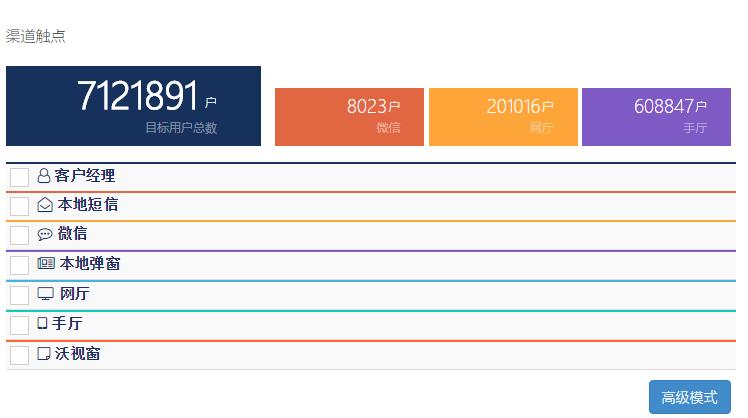 渠道触点
7121891 户
目标用户总数
8023户
微信
201016户
网厅
608847户
手厅
客户经理
本地短信
微信
本地弹窗
网厅
手厅
沃视窗
高级模式